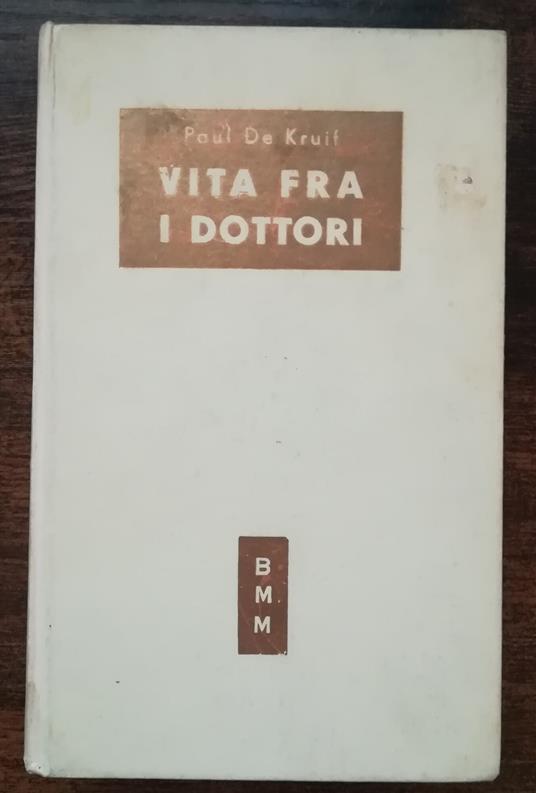 Paul De Kruif
VITA FRA
I DOTTORI
B
M
M